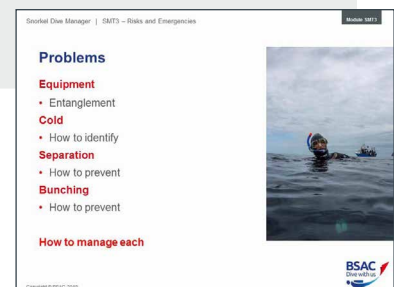 Snorkel Dive Manager | SMT3 – Risks and Emergencies
Module SMT3
Problems
Equipment
• Entanglement
Cold
• How to identify
Separation
• How to prevent
Bunching
• How to prevent
How to manage each
BSAC
Dive with us